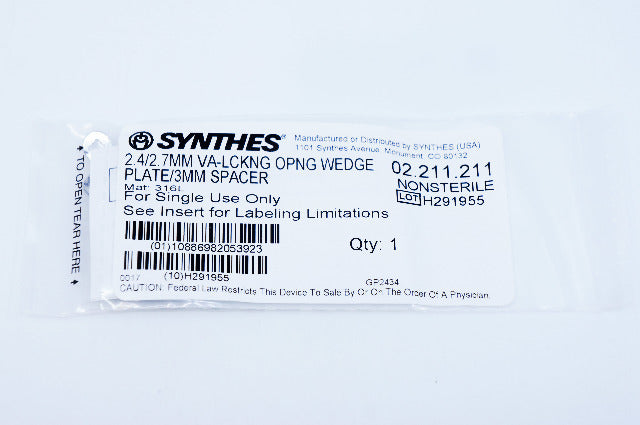 SYNTHES®
Manufactured or Distributed by SYNTHES (USA)
1101 Synthes Avenue, Monument, CO 80132
2.4/2.7MM VA-LCKNG OPNG WEDGE
PLATE/3MM SPACER
02.211.211
NONSTERILE
LOT H291955
Mat: 316L
For Single Use Only
See Insert for Labeling Limitations
(01)10886982053923
Qty: 1
(10)H291955
0017
GP2434
CAUTION: Federal Law Restricts This Device To Sale By Or On The Order Of A Physician.
TO OPEN TEAR HERE